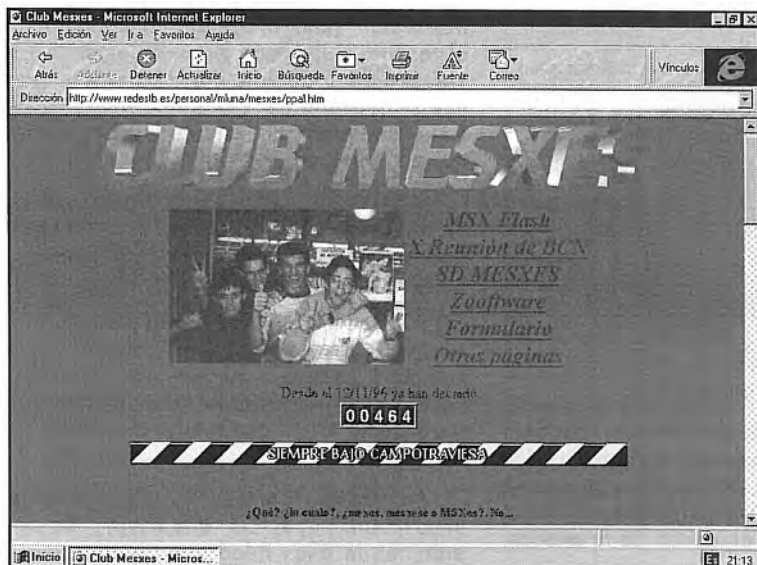 Club Mesxes - Microsoft Internet Explorer
Archivo Edición Ver Ir a Favoritos Ayuda
Atrás Adelante Detener Actualizar Inicio Búsqueda Favoritos Imprimir Fuente Correo Vínculos
Dirección http://www.redestb.es/personal/mluna/mesxes/ppal.htm
CLUB MESXES
MSX Flash
X Reunión de BCN
SD MESXES
Zooftware
Formulario
Otras páginas
Desde el 12/11/96 ya han decrado
00464
SIEMPRE BAJO CAMPOTRAVIESA
¿Qué? ¿lo cualo?, ¿mexes, mesxese o MSXes?. No...
Inicio Club Mesxes - Micros... 21:13